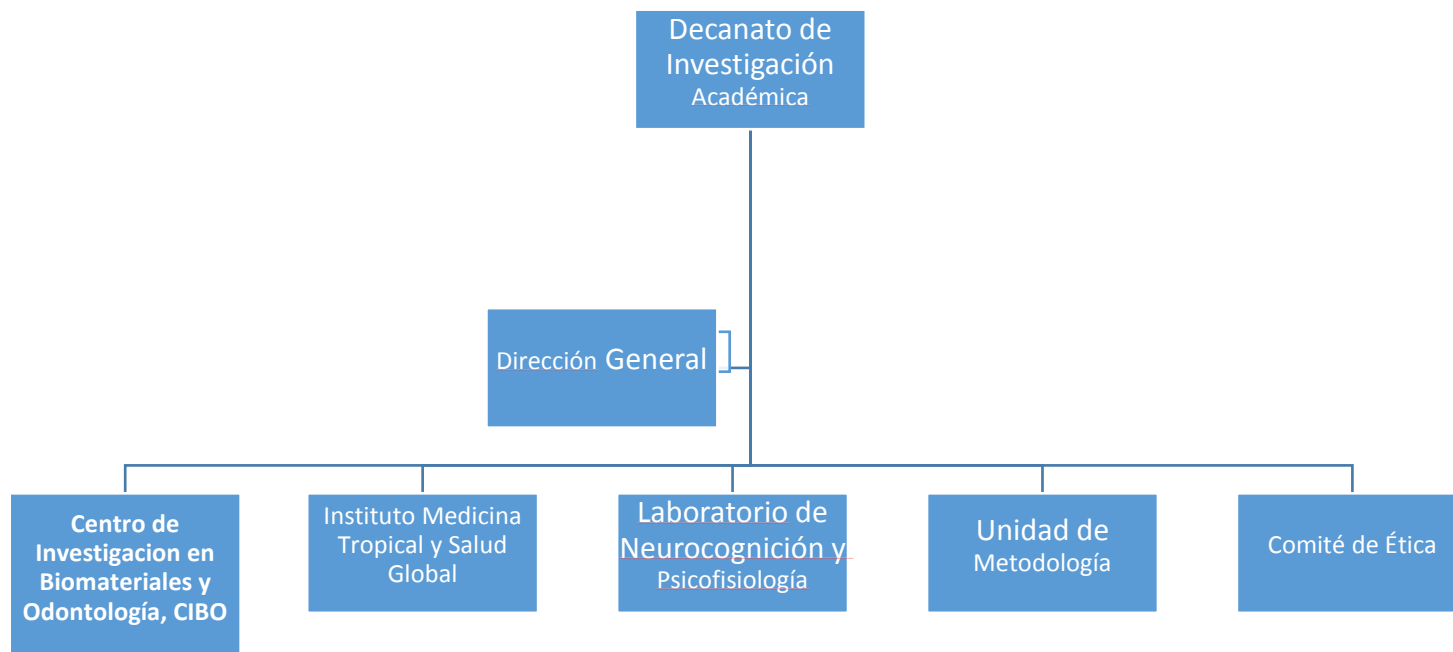 Decanato de
Investigación
Académica
Dirección General
Centro de
Investigacion en
Biomateriales y
Odontología, CIBO
Instituto Medicina
Tropical y Salud
Global
Laboratorio de
Neurocognición y
Psicofisiología
Unidad de
Metodología
Comité de Ética